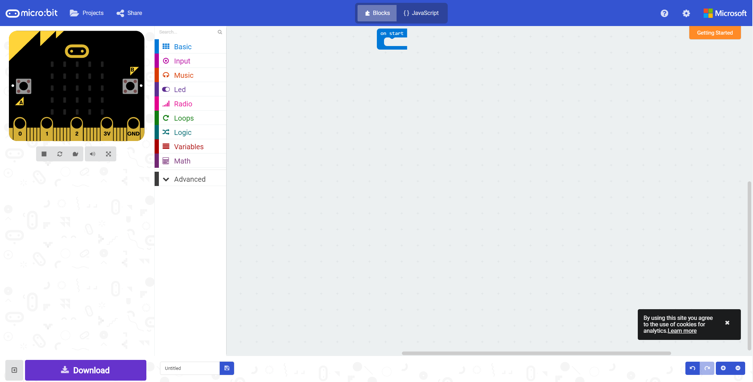 micro:bit
Projects
Share
Blocks
{ } JavaScript
Microsoft
Getting Started
Search...
on start
Basic
Input
Music
Led
Radio
Loops
Logic
Variables
Math
Advanced
B
A
0 1 2 3V GND
By using this site you agree
to the use of cookies for
analytics.Learn more
Download
Untitled